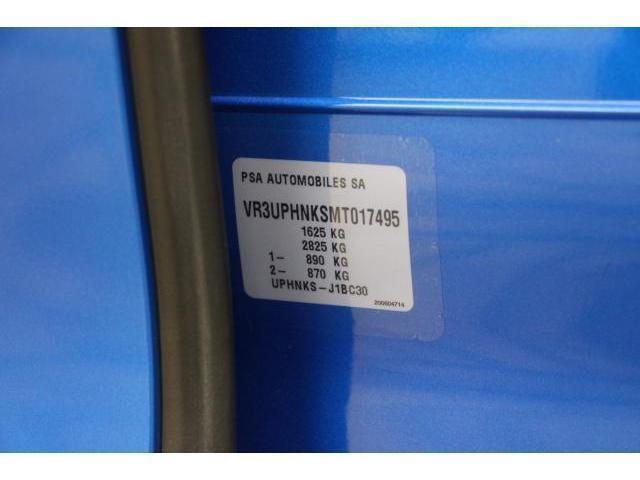 PSA AUTOMOBILES SA
VR3UPHNKSMT017495
1625 KG
2825 KG
1- 890 KG
2- 870 KG
UPHNKS-J1BC30
200604714